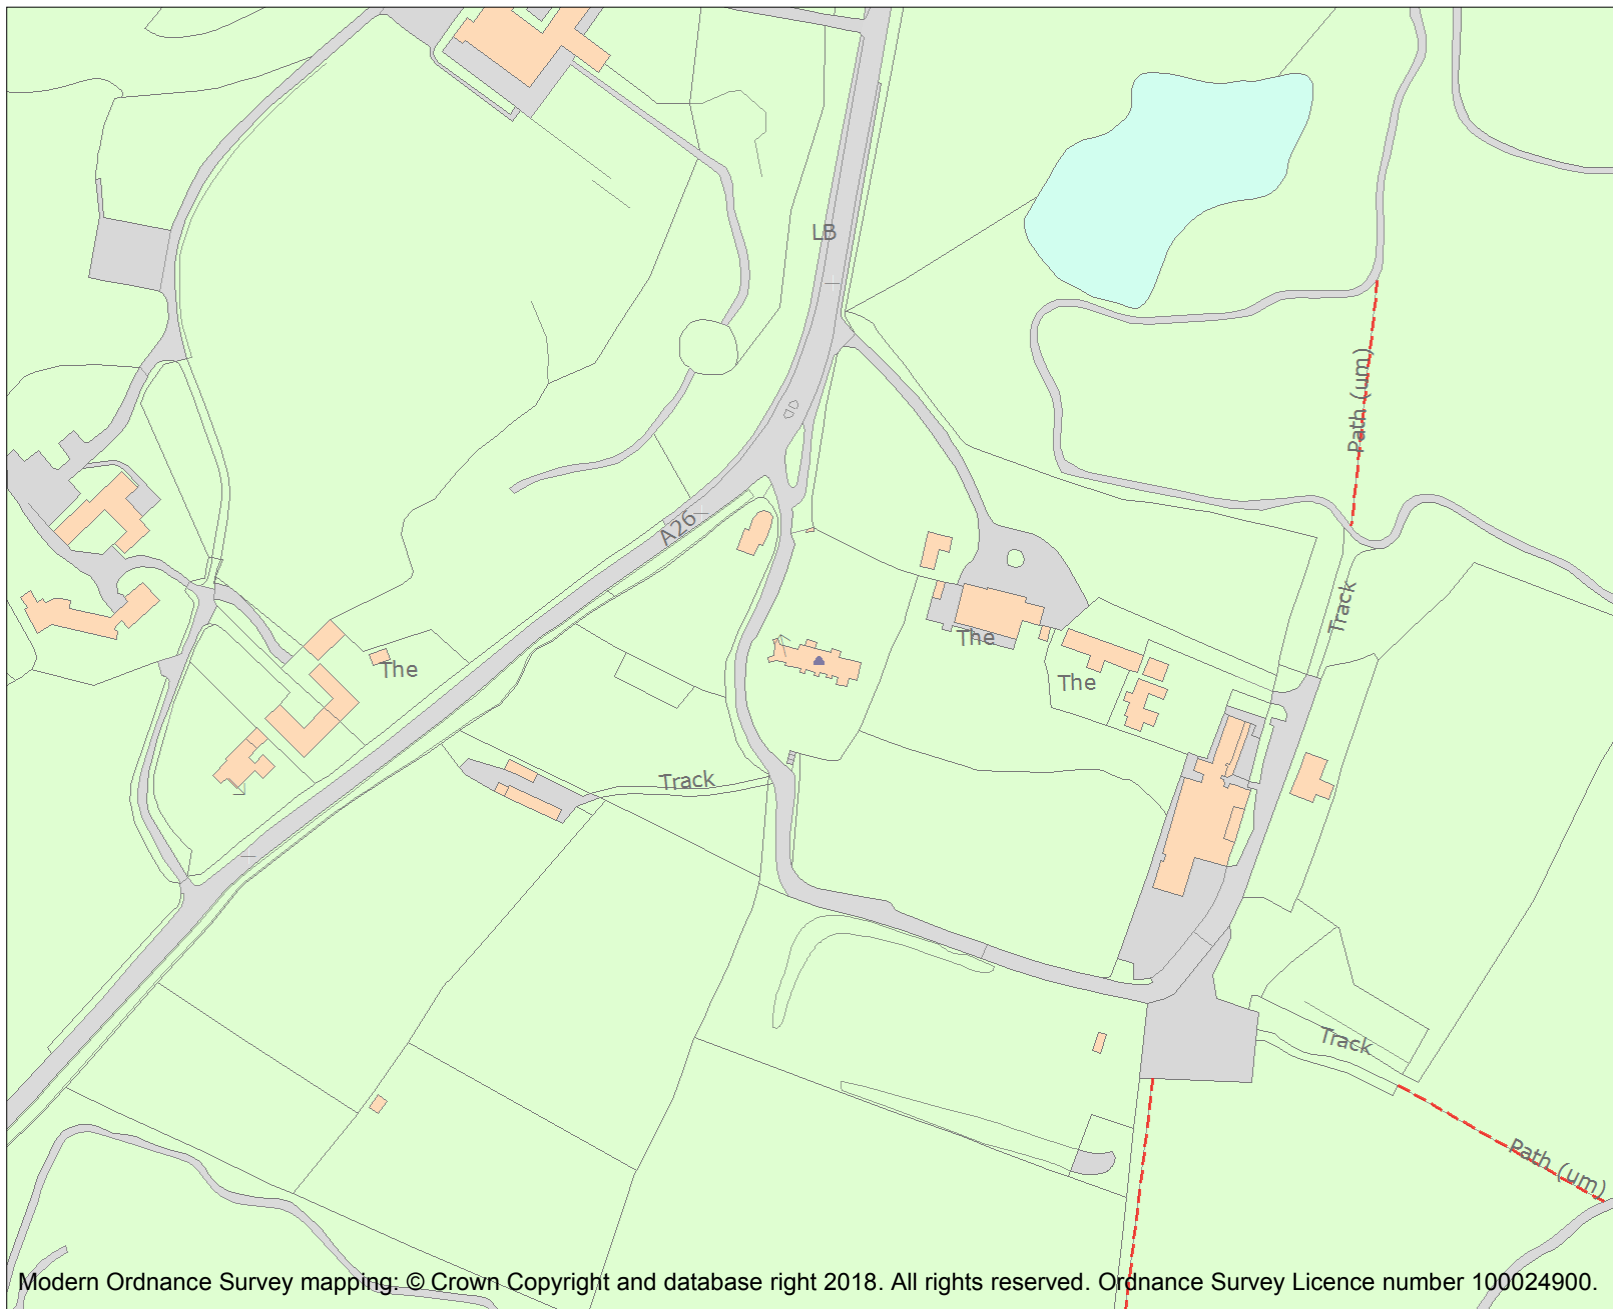 LB
Path (um)
A26
Track
The
The
The
Track
Track
Path (um)
Modern Ordnance Survey mapping: © Crown Copyright and database right 2018. All rights reserved. Ordnance Survey Licence number 100024900.